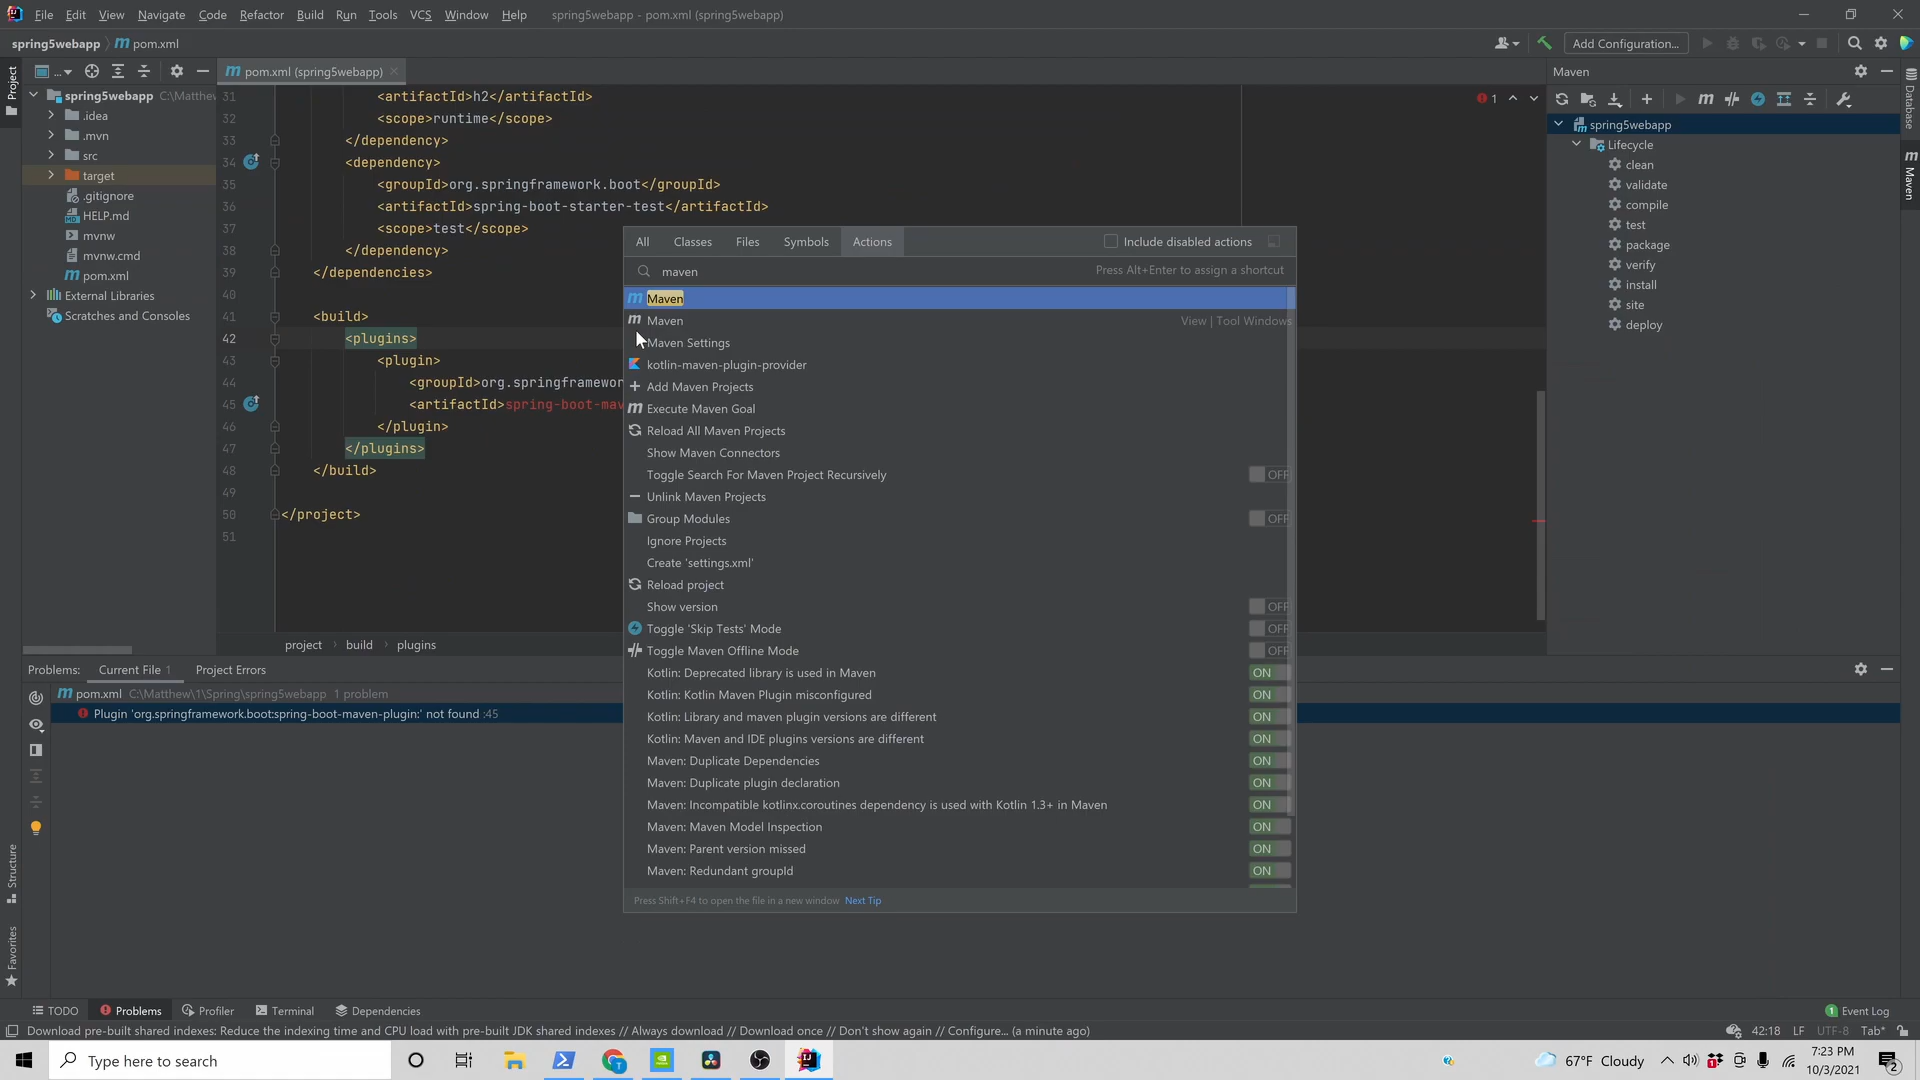 File Edit View Navigate Code Refactor Build Run Tools VCS Window Help spring5webapp - pom.xml (spring5webapp)
spring5webapp pom.xml Add Configuration...
... pom.xml (spring5webapp) Maven
Project
spring5webapp C:\Matthew
.idea
.mvn
src
target
.gitignore
HELP.md
mvnw
mvnw.cmd
pom.xml
External Libraries
Scratches and Consoles
31 <artifactId>h2</artifactId>
32 <scope>runtime</scope>
33 </dependency>
34 <dependency>
35 <groupId>org.springframework.boot</groupId>
36 <artifactId>spring-boot-starter-test</artifactId>
37 <scope>test</scope>
38 </dependency>
39 </dependencies>
40
41 <build>
42 <plugins>
43 <plugin>
44 <groupId>org.springframewor
45 <artifactId>spring-boot-mav
46 </plugin>
47 </plugins>
48 </build>
49
50 </project>
51
1
project build plugins
All Classes Files Symbols Actions Include disabled actions
maven Press Alt+Enter to assign a shortcut
Maven
Maven View | Tool Windows
Maven Settings
kotlin-maven-plugin-provider
Add Maven Projects
Execute Maven Goal
Reload All Maven Projects
Show Maven Connectors
Toggle Search For Maven Project Recursively OFF
Unlink Maven Projects
Group Modules OFF
Ignore Projects
Create 'settings.xml'
Reload project
Show version OFF
Toggle 'Skip Tests' Mode OFF
Toggle Maven Offline Mode OFF
Kotlin: Deprecated library is used in Maven ON
Kotlin: Kotlin Maven Plugin misconfigured ON
Kotlin: Library and maven plugin versions are different ON
Kotlin: Maven and IDE plugins versions are different ON
Maven: Duplicate Dependencies ON
Maven: Duplicate plugin declaration ON
Maven: Incompatible kotlinx.coroutines dependency is used with Kotlin 1.3+ in Maven ON
Maven: Maven Model Inspection ON
Maven: Parent version missed ON
Maven: Redundant groupId ON
Press Shift+F4 to open the file in a new window Next Tip
spring5webapp
Lifecycle
clean
validate
compile
test
package
verify
install
site
deploy
Database
Maven
Problems: Current File 1 Project Errors
pom.xml C:\Matthew\1\Spring\spring5webapp 1 problem
Plugin 'org.springframework.boot:spring-boot-maven-plugin:' not found :45
Structure
Favorites
TODO Problems Profiler Terminal Dependencies 1 Event Log
Download pre-built shared indexes: Reduce the indexing time and CPU load with pre-built JDK shared indexes // Always download // Download once // Don't show again // Configure... (a minute ago) 42:18 LF UTF-8 Tab*
Type here to search 67°F Cloudy 7:23 PM
10/3/2021 2